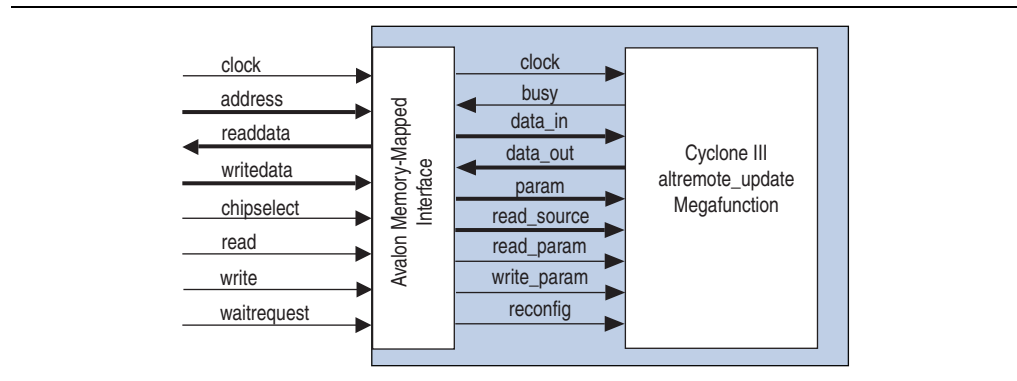 clock
address
readdata
writedata
chipselect
read
write
waitrequest
Avalon Memory-Mapped
Interface
clock
busy
data_in
data_out
param
read_source
read_param
write_param
reconfig
Cyclone III
altremote_update
Megafunction